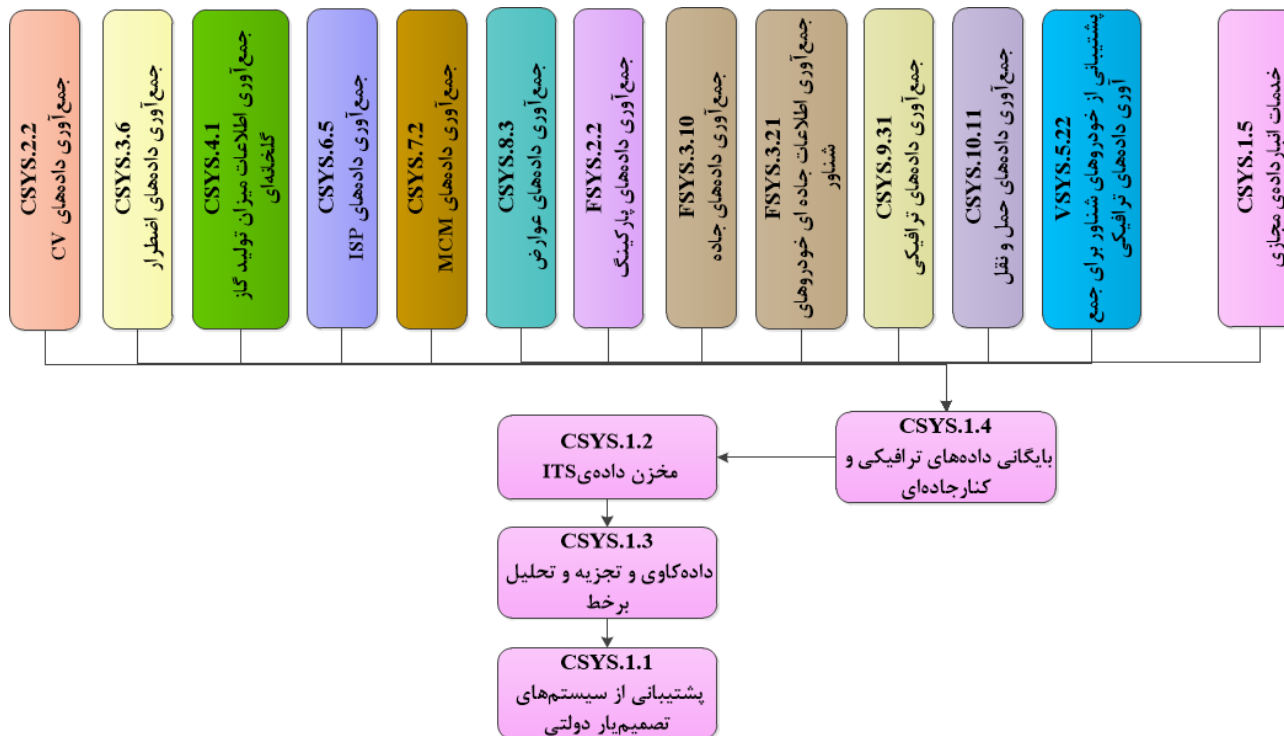 CSYS.2.2
جمع‌آوری داده‌های CV
CSYS.3.6
جمع‌آوری داده‌های اضطرار
CSYS.4.1
جمع‌آوری اطلاعات میزان تولید گاز
گلخانه‌ای
CSYS.6.5
جمع‌آوری داده‌های ISP
CSYS.7.2
جمع‌آوری داده‌های MCM
CSYS.8.3
جمع‌آوری داده‌های عوارض
FSYS.2.2
جمع‌آوری داده‌های پارکینگ
FSYS.3.10
جمع‌آوری داده‌های جاده
FSYS.3.21
جمع‌آوری اطلاعات جاده ای خودروهای
شناور
CSYS.9.31
جمع‌آوری داده‌های ترافیکی
CSYS.10.11
جمع‌آوری داده‌های حمل و نقل
VSYS.5.22
پشتیبانی از خودروهای شناور برای جمع
آوری داده‌های ترافیکی
CSYS.1.5
خدمات انبارداده‌ی مجازی
CSYS.1.4
بایگانی داده‌های ترافیکی و
کنارجاده‌ای
CSYS.1.2
مخزن داده‌ی ITS
CSYS.1.3
داده‌کاوی و تجزیه و تحلیل
برخط
CSYS.1.1
پشتیبانی از سیستم‌های
تصمیم‌یار دولتی